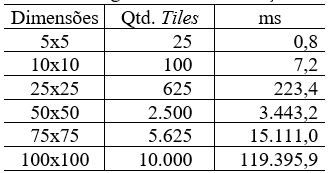 Dimensões Qtd. Tiles ms
5x5 25 0,8
10x10 100 7,2
25x25 625 223,4
50x50 2.500 3.443,2
75x75 5.625 15.111,0
100x100 10.000 119.395,9